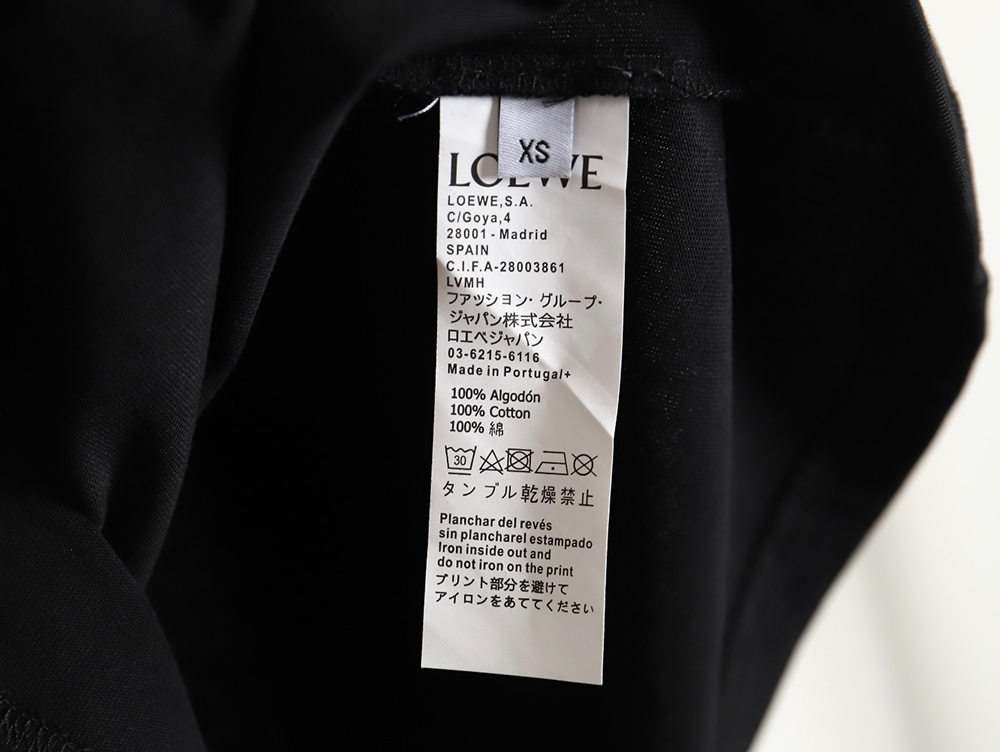 XS
LOEWE
LOEWE,S.A.
C/Goya,4
28001 - Madrid
SPAIN
C.I.F.A-28003861
LVMH
ファッション・グループ・
ジャパン株式会社
ロエベジャパン
03-6215-6116
Made in Portugal+
100% Algodón
100% Cotton
100% 綿
30
タンブル乾燥禁止
Planchar del revés
sin plancharel estampado
Iron inside out and
do not iron on the print
プリント部分を避けて
アイロンをあててください